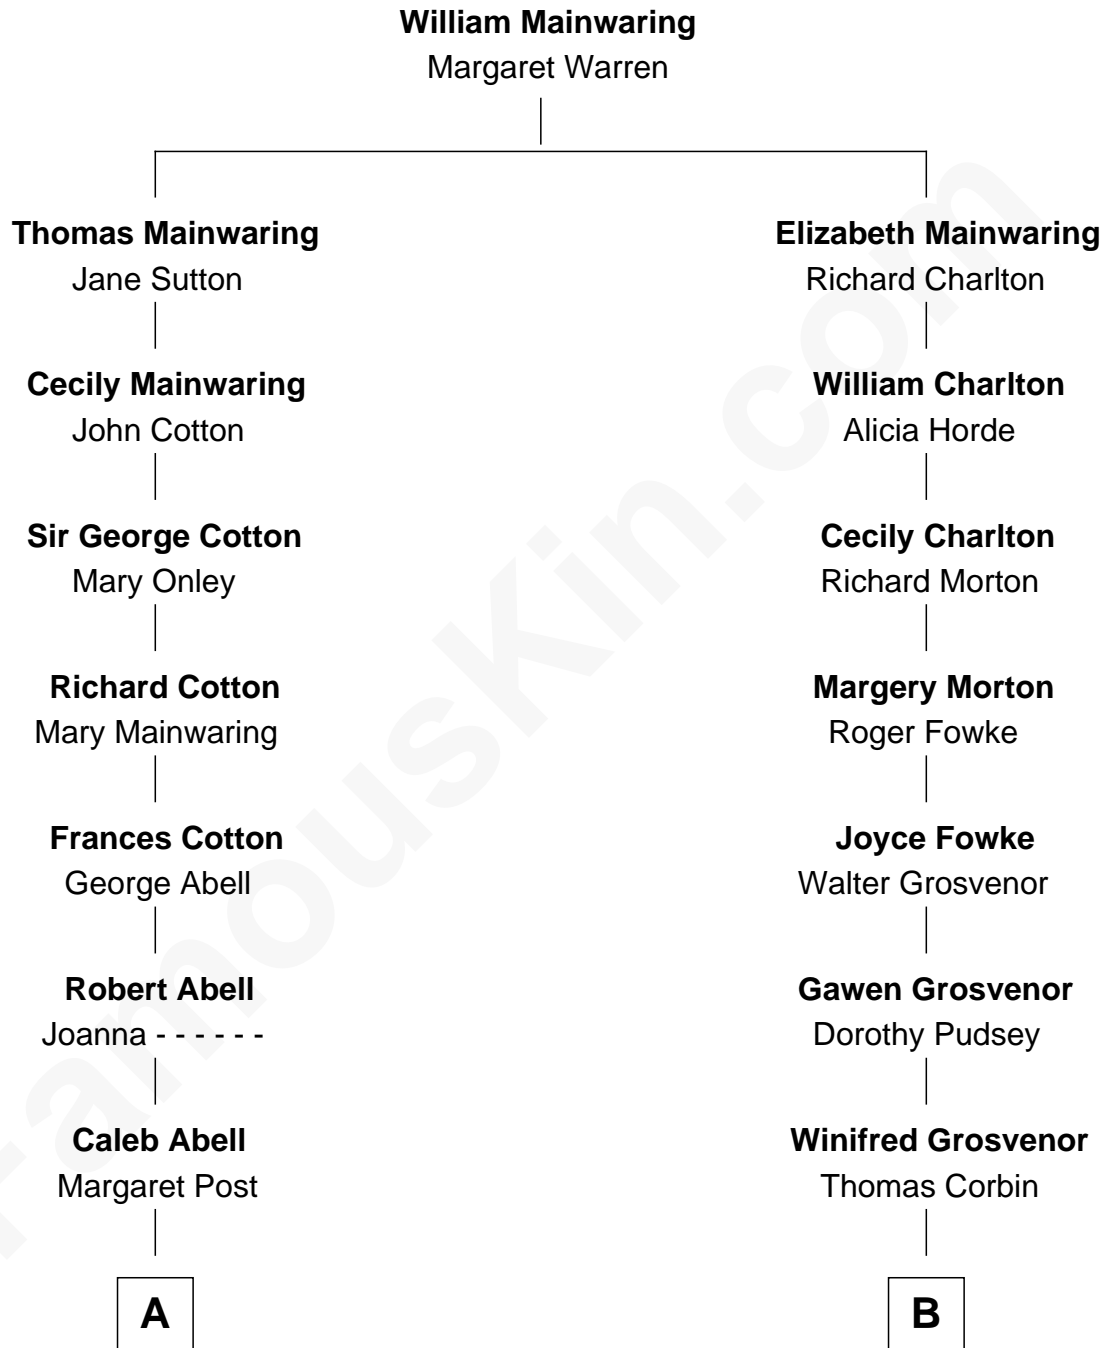 William Mainwaring
Margaret Warren
Thomas Mainwaring
Jane Sutton
Elizabeth Mainwaring
Richard Charlton
Cecily Mainwaring
John Cotton
William Charlton
Alicia Horde
Sir George Cotton
Mary Onley
Cecily Charlton
Richard Morton
Richard Cotton
Mary Mainwaring
Margery Morton
Roger Fowke
Frances Cotton
George Abell
Joyce Fowke
Walter Grosvenor
Robert Abell
Joanna - - - - - -
Gawen Grosvenor
Dorothy Pudsey
Caleb Abell
Margaret Post
Winifred Grosvenor
Thomas Corbin
A
B
FamousKin.com